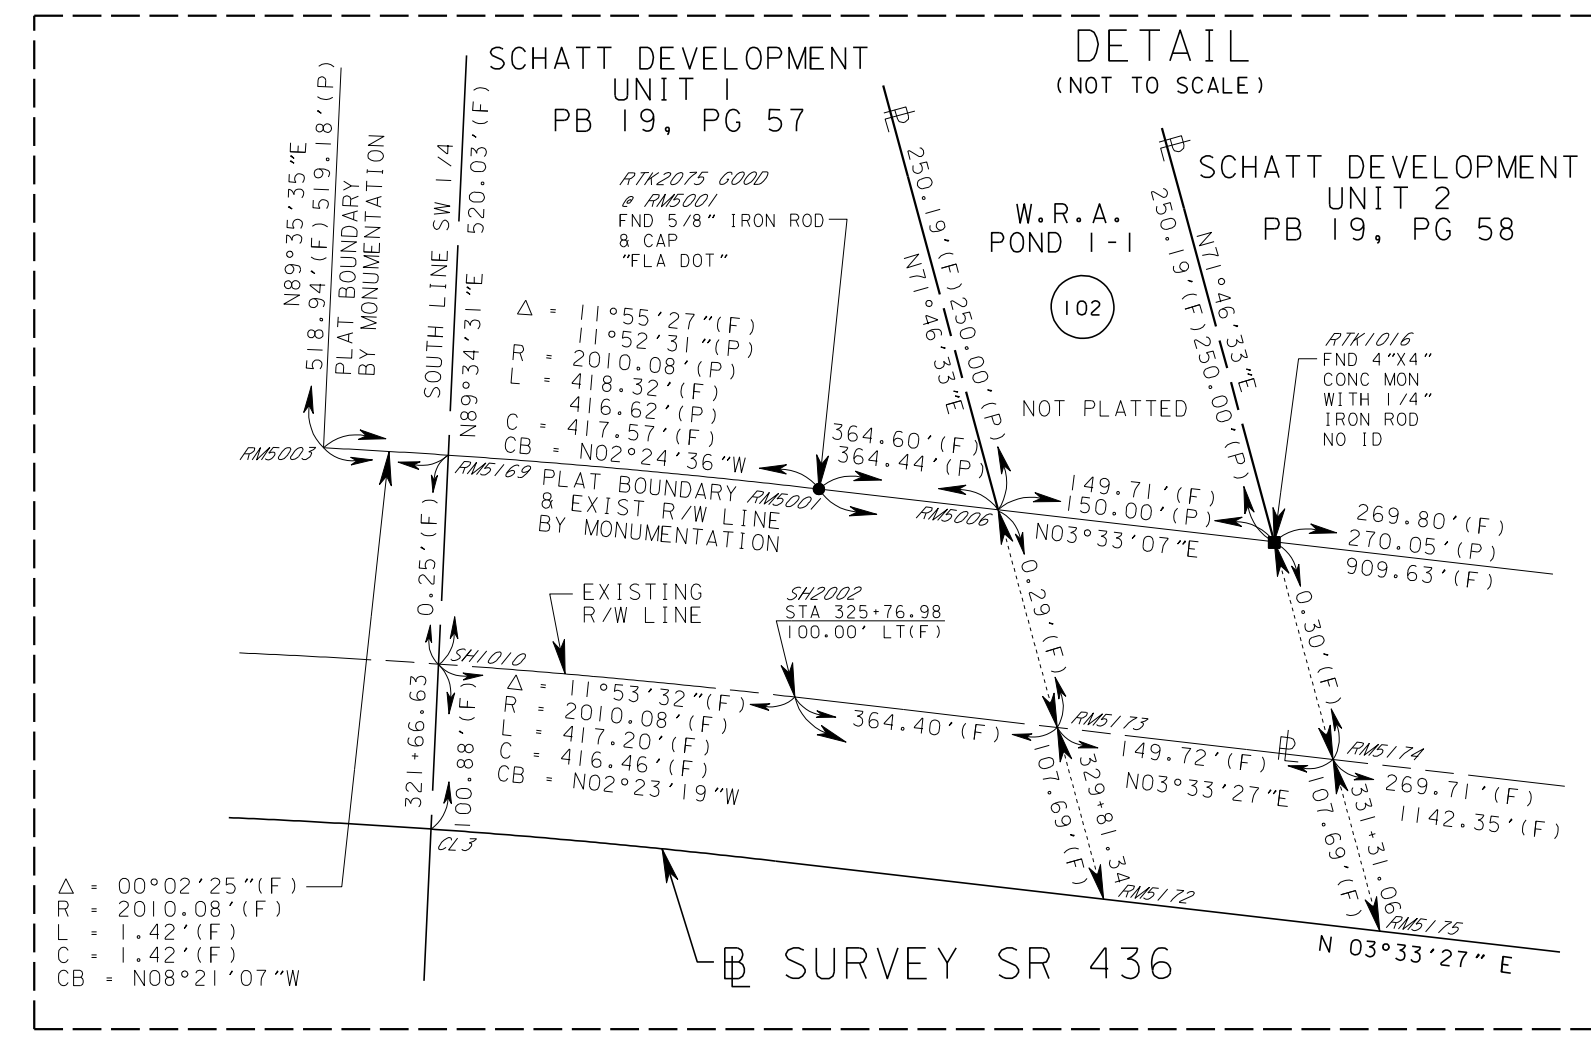 DETAIL
(NOT TO SCALE)
SCHATT DEVELOPMENT
UNIT 1
PB 19, PG 57
SCHATT DEVELOPMENT
UNIT 2
PB 19, PG 58
N89°35'35"E
518.94'(F) 519.18'(P)
PLAT BOUNDARY
BY MONUMENTATION
SOUTH LINE SW 1/4
N89°34'31"E 520.03'(F)
RTK2075 GOOD
@ RM5001
FND 5/8" IRON ROD
& CAP
"FLA DOT"
Δ = 11°55'27"(F)
11°52'31"(P)
R = 2010.08'(P)
L = 418.32'(F)
416.62'(P)
C = 417.57'(F)
CB = N02°24'36"W
PLAT BOUNDARY
& EXIST R/W LINE
BY MONUMENTATION
250.19'(F) 250.00'(P)
N71°46'33"E
W.R.A.
POND 1-1
102
NOT PLATTED
N71°46'33"E
250.19'(F) 250.00'(P)
RTK1016
FND 4"X4"
CONC MON
WITH 1/4"
IRON ROD
NO ID
RM5003
RM5169
RM5001
364.60'(F)
364.44'(P)
RM5006
149.71'(F)
150.00'(P)
N03°33'07"E
269.80'(F)
270.05'(P)
909.63'(F)
0.25'(F)
0.29'(F)
0.30'(F)
EXISTING
R/W LINE
SH2002
STA 325+76.98
100.00' LT(F)
SH1010
321+66.63
100.88'(F)
Δ = 11°53'32"(F)
R = 2010.08'(F)
L = 417.20'(F)
C = 416.46'(F)
CB = N02°23'19"W
364.40'(F)
RM5173
149.72'(F)
N03°33'27"E
RM5174
269.71'(F)
1142.35'(F)
329+81.34
107.69'(F)
331+31.06
107.69'(F)
CL3
RM5172
RM5175
N 03°33'27" E
Δ = 00°02'25"(F)
R = 2010.08'(F)
L = 1.42'(F)
C = 1.42'(F)
CB = N08°21'07"W
BL SURVEY SR 436